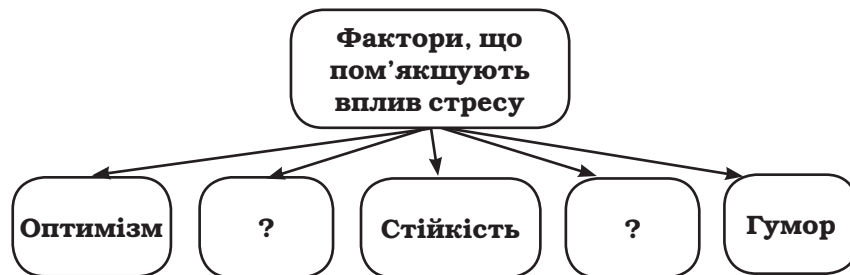 Фактори, що
пом’якшують
вплив стресу
Оптимізм
?
Стійкість
?
Гумор